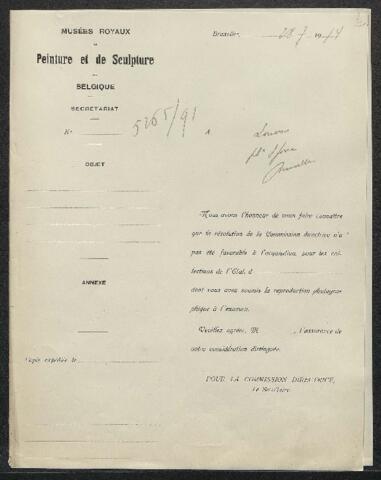 MUSÉES ROYAUX
DE
Peinture et de Sculpture
DE
BELGIQUE
SECRÉTARIAT
N° 5265/91
OBJET
ANNEXE
Copie expédiée le
Bruxelles, 28-7 1944
A
Nous avons l'honneur de vous faire connaître
que la résolution de la Commission directrice n'a
pas été favorable à l'acquisition, pour les col-
lections de l'Etat, d
dont vous avez soumis la reproduction photogra-
phique à l'examen.
Veuillez agréer, M , l'assurance de
notre considération distinguée.
POUR LA COMMISSION DIRECTRICE,
Le Secrétaire